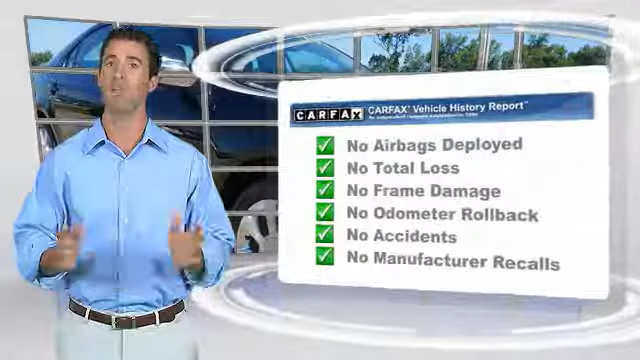 CARFAX CARFAX® Vehicle History Report™
No Airbags Deployed
No Total Loss
No Frame Damage
No Odometer Rollback
No Accidents
No Manufacturer Recalls